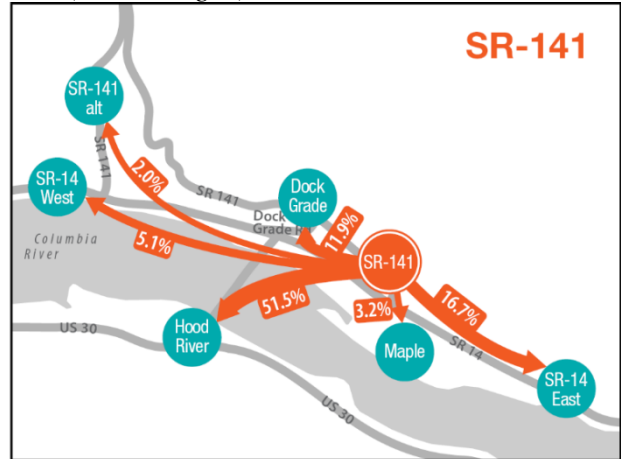 SR-141
SR-141
alt
SR 141
2.0%
SR-14
West
SR 141
Dock
Grade
Dock
Grade R
11.9%
Columbia
River
5.1%
SR-141
51.5%
3.2%
16.7%
US 30
Hood
River
Maple
SR 14
SR-14
East
US 30